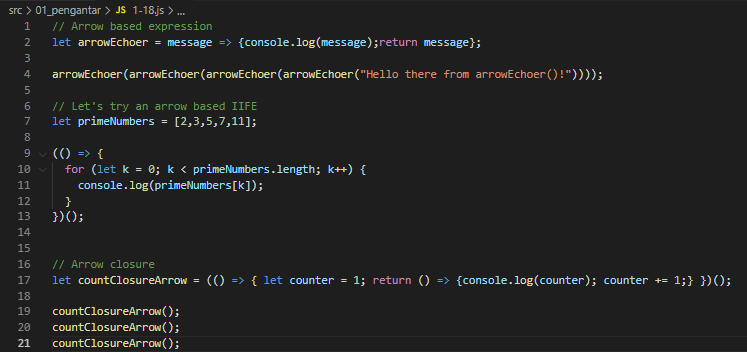 src > 01_pengantar > JS 1-18.js > ...
1 // Arrow based expression
2 let arrowEchoer = message => {console.log(message);return message};
3
4 arrowEchoer(arrowEchoer(arrowEchoer(arrowEchoer("Hello there from arrowEchoer()!"))));
5
6 // Let's try an arrow based IIFE
7 let primeNumbers = [2,3,5,7,11];
8
9 (() => {
10 for (let k = 0; k < primeNumbers.length; k++) {
11 console.log(primeNumbers[k]);
12 }
13 })();
14
15
16 // Arrow closure
17 let countClosureArrow = (() => { let counter = 1; return () => {console.log(counter); counter += 1;} })();
18
19 countClosureArrow();
20 countClosureArrow();
21 countClosureArrow();